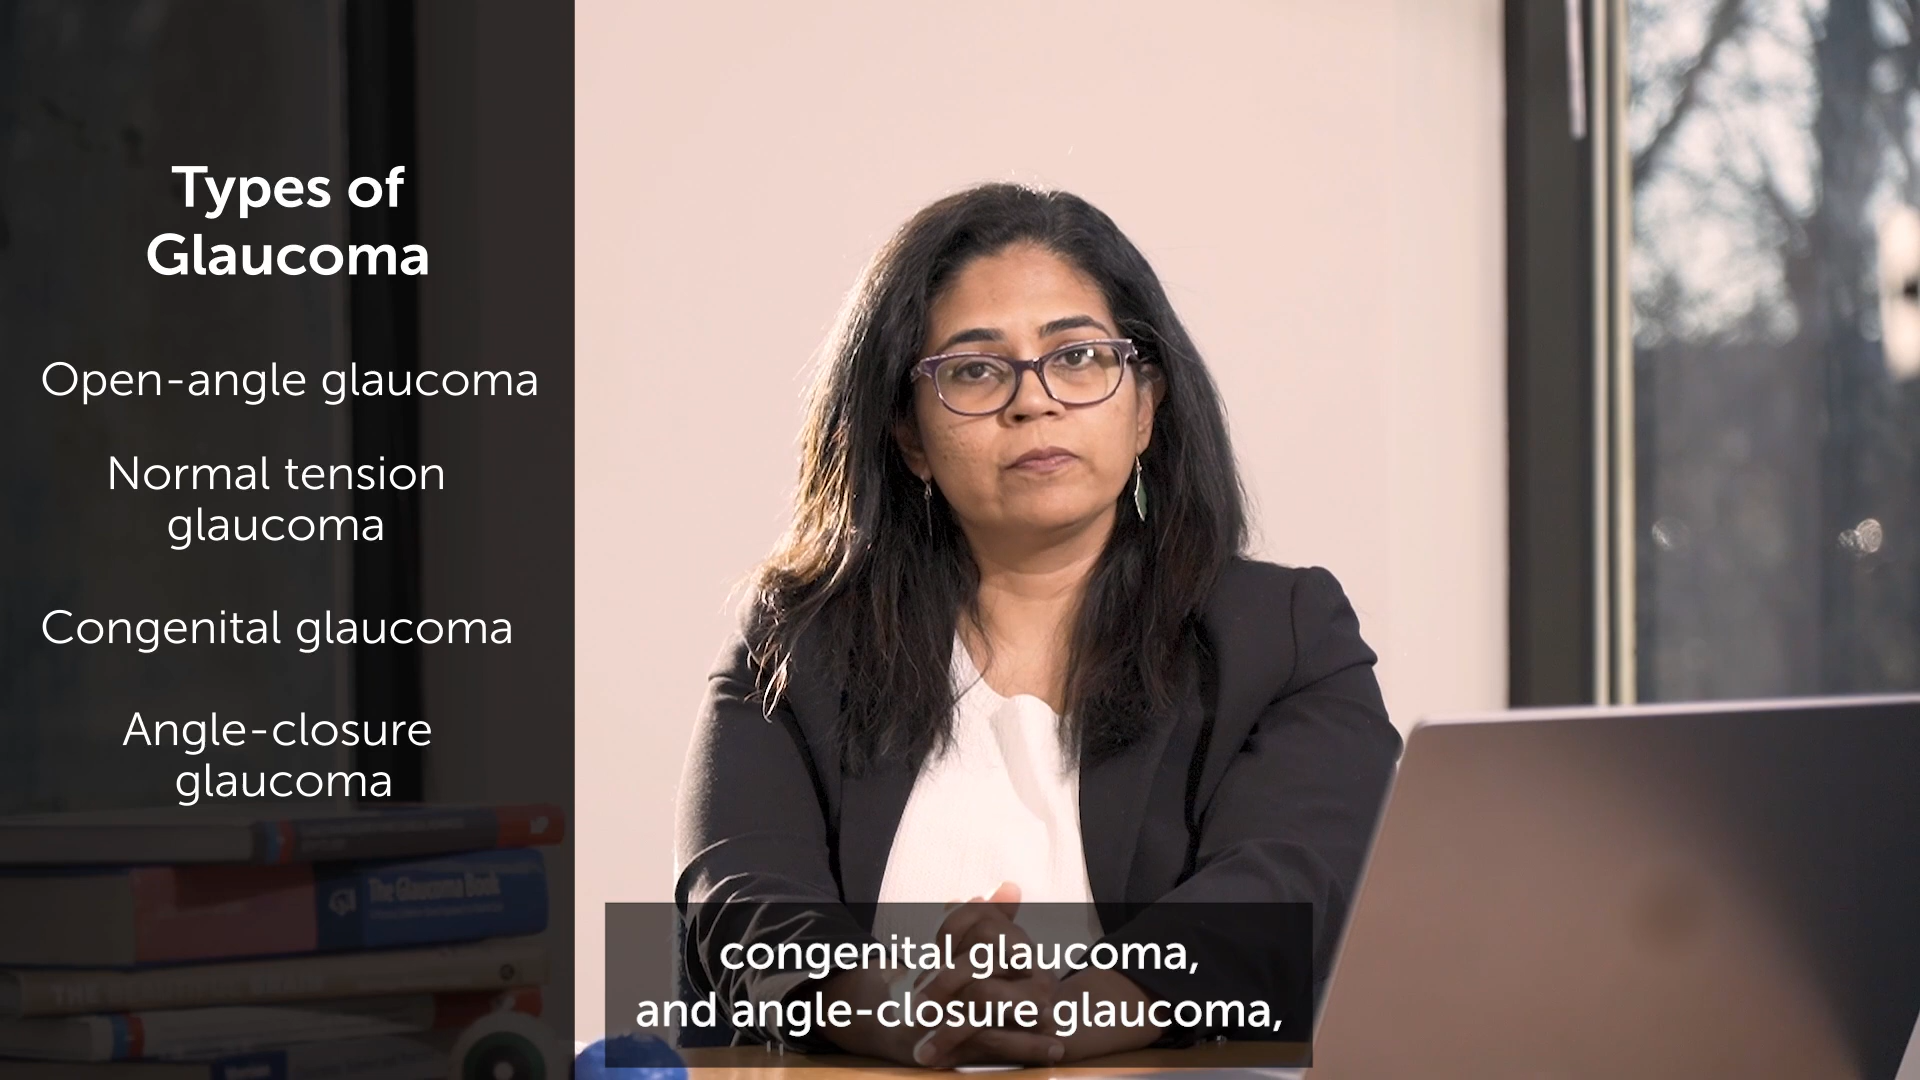 Types of
Glaucoma
Open-angle glaucoma
Normal tension
glaucoma
Congenital glaucoma
Angle-closure
glaucoma
The Glaucoma Book
congenital glaucoma,
and angle-closure glaucoma,